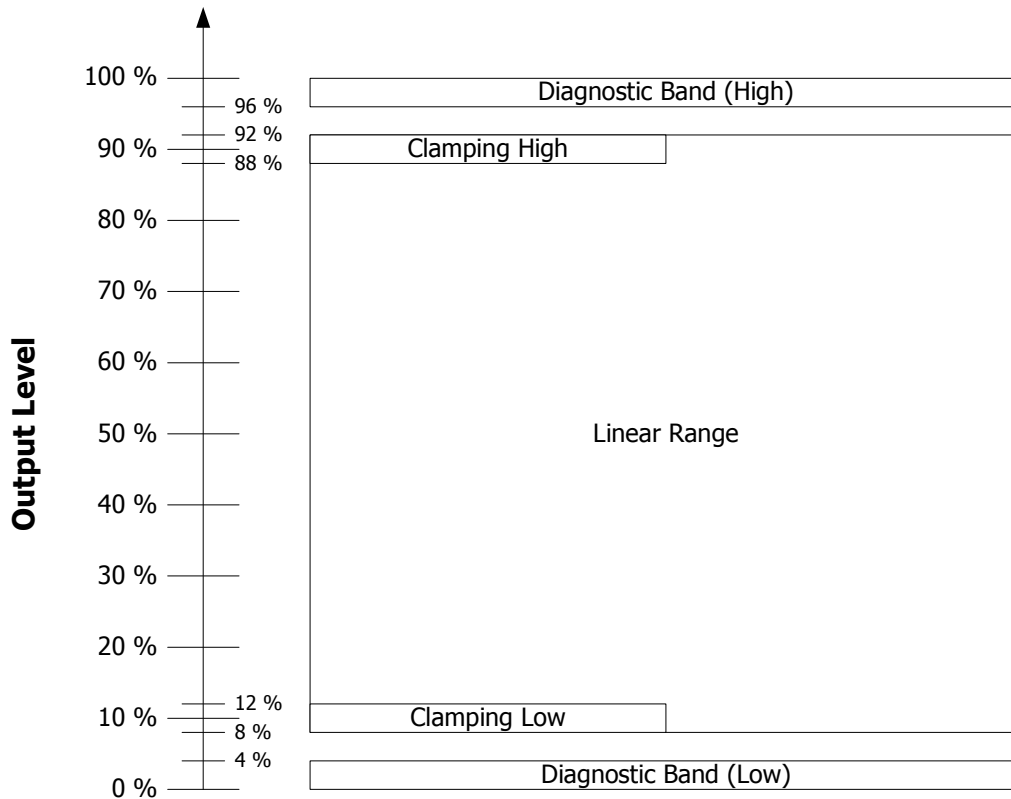 100 %
Diagnostic Band (High)
96 %
92 %
90 %
Clamping High
88 %
80 %
70 %
60 %
Output Level
50 %
Linear Range
40 %
30 %
20 %
12 %
10 %
Clamping Low
8 %
4 %
Diagnostic Band (Low)
0 %